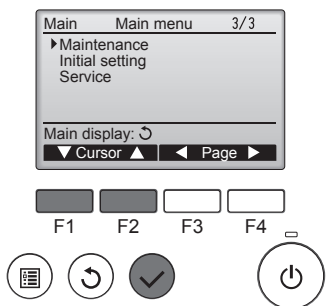 Main Main menu 3/3
Maintenance
Initial setting
Service
Main display:
Cursor Page
F1 F2 F3 F4